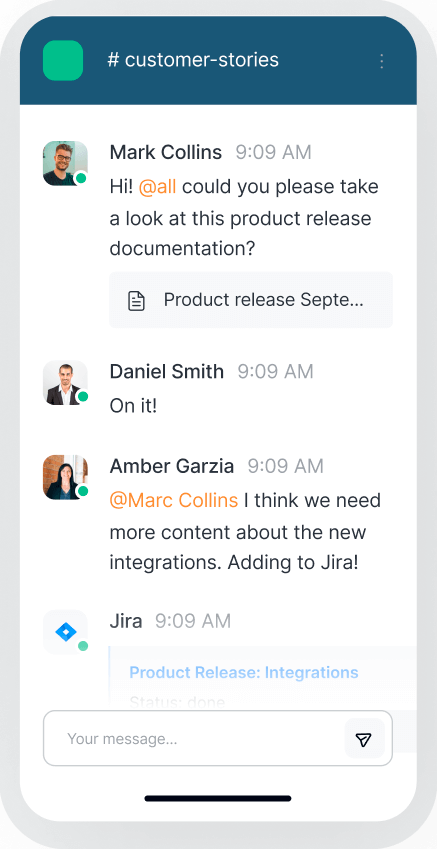 # customer-stories
Mark Collins 9:09 AM
Hi! @all could you please take
a look at this product release
documentation?
Product release Septe...
Daniel Smith 9:09 AM
On it!
Amber Garzia 9:09 AM
@Marc Collins I think we need
more content about the new
integrations. Adding to Jira!
Jira 9:09 AM
Product Release: Integrations
Status: done
Your message...